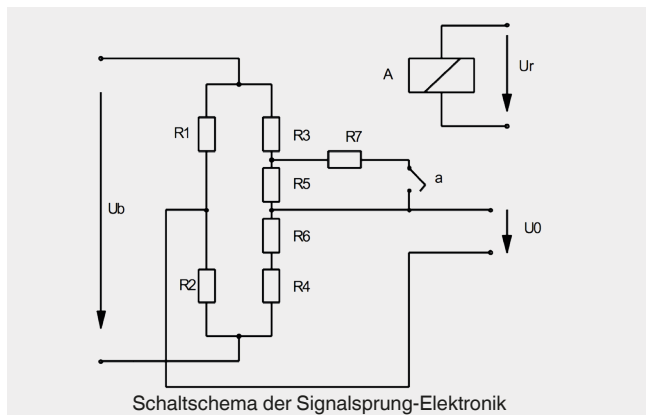 A
Ur
R1
R3
R7
R5
a
Ub
U0
R6
R2
R4
Schaltschema der Signalsprung-Elektronik